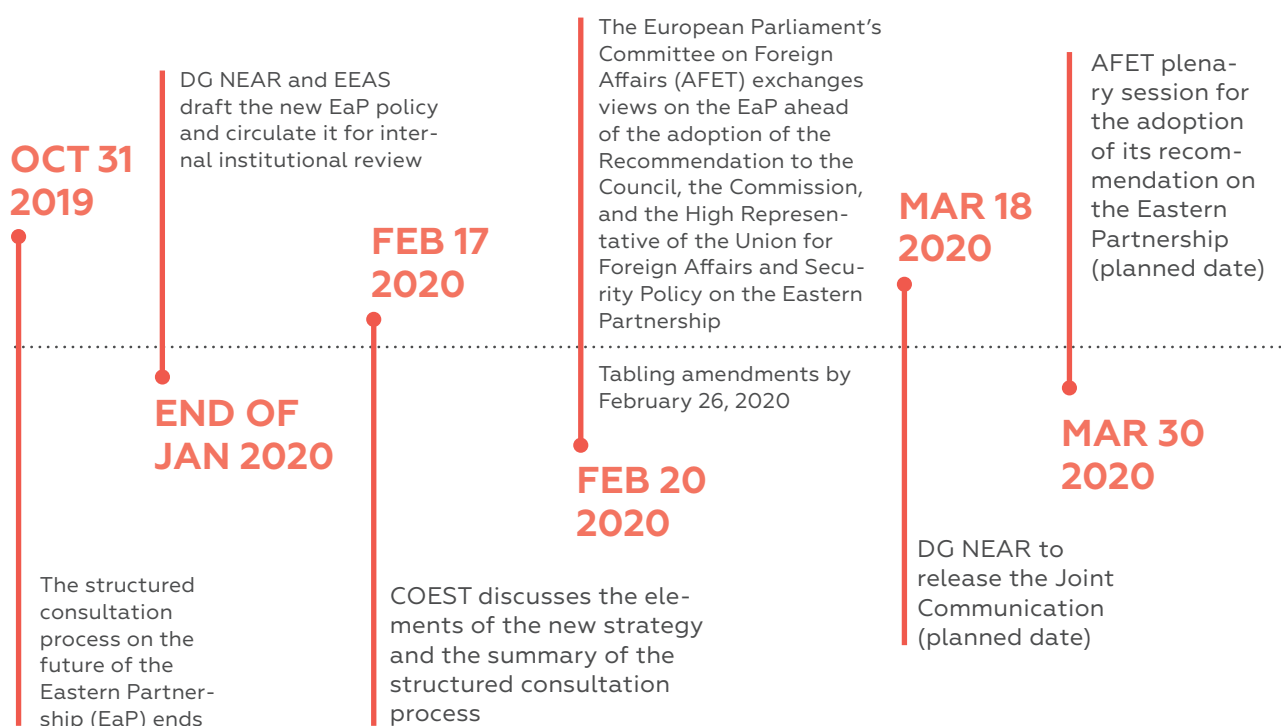 OCT 31
2019
The structured
consultation
process on the
future of the
Eastern Partner-
ship (EaP) ends
DG NEAR and EEAS
draft the new EaP policy
and circulate it for inter-
nal institutional review
END OF
JAN 2020
FEB 17
2020
COEST discusses the ele-
ments of the new strategy
and the summary of the
structured consultation
process
The European Parliament’s
Committee on Foreign
Affairs (AFET) exchanges
views on the EaP ahead
of the adoption of the
Recommendation to the
Council, the Commission,
and the High Represen-
tative of the Union for
Foreign Affairs and Secu-
rity Policy on the Eastern
Partnership
Tabling amendments by
February 26, 2020
FEB 20
2020
MAR 18
2020
DG NEAR to
release the Joint
Communication
(planned date)
AFET plena-
ry session for
the adoption
of its recom-
mendation on
the Eastern
Partnership
(planned date)
MAR 30
2020